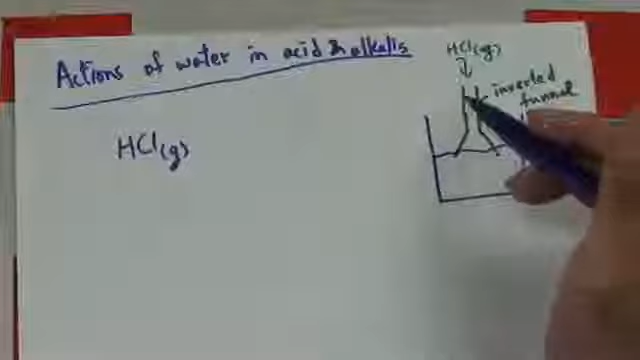 Actions of water in acid & alkalis
HCl(g)
inverted
funnel
HCl(g)